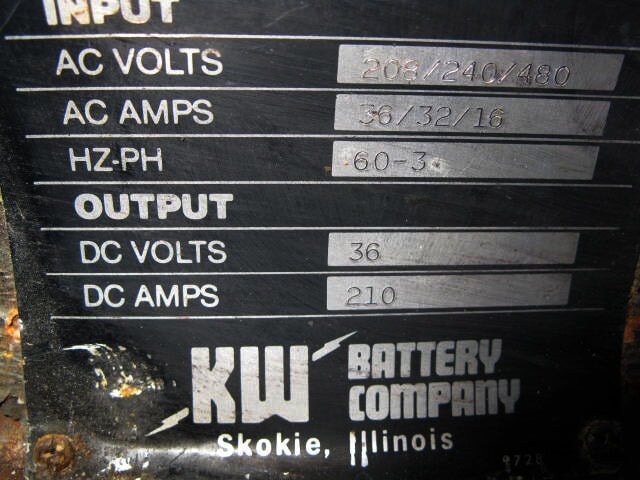 INPUT
AC VOLTS 208/240/480
AC AMPS 36/32/16
HZ-PH 60-3
OUTPUT
DC VOLTS 36
DC AMPS 210
KW BATTERY
COMPANY
Skokie, Illinois
9728